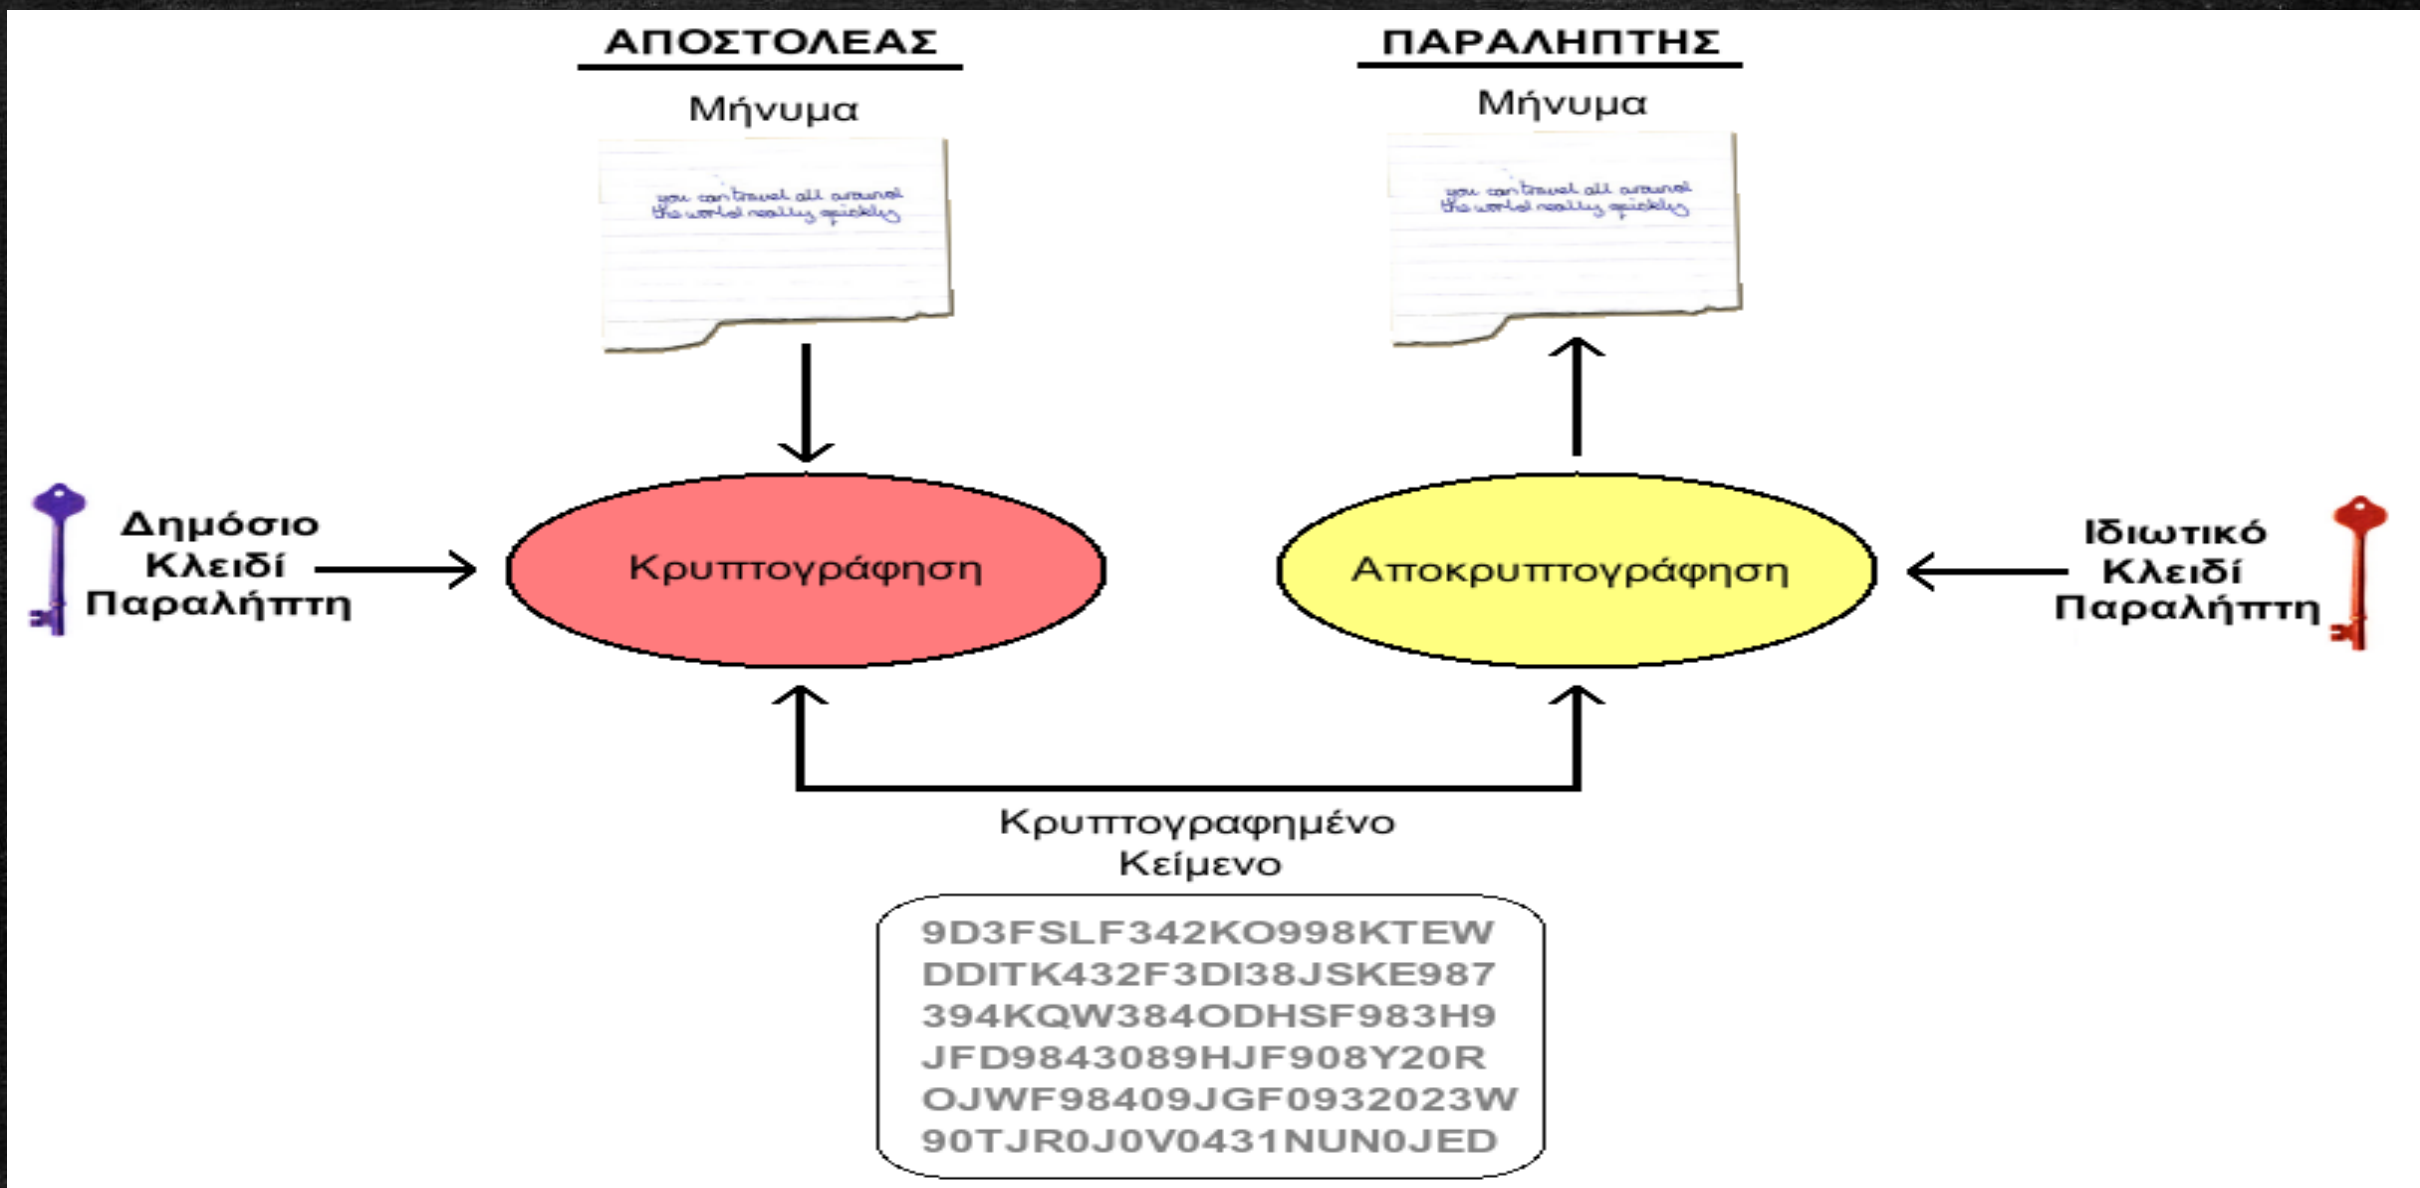 ΑΠΟΣΤΟΛΕΑΣ
Μήνυμα
you can travel all around
the world really quickly
ΠΑΡΑΛΗΠΤΗΣ
Μήνυμα
you can travel all around
the world really quickly
Δημόσιο
Κλειδί
Παραλήπτη
Κρυπτογράφηση
Αποκρυπτογράφηση
Ιδιωτικό
Κλειδί
Παραλήπτη
Κρυπτογραφημένο
Κείμενο
9D3FSLF342KO998KTEW
DDITK432F3DI38JSKE987
394KQW384ODHSF983H9
JFD9843089HJF908Y20R
OJWF98409JGF0932023W
90TJR0J0V0431NUN0JED